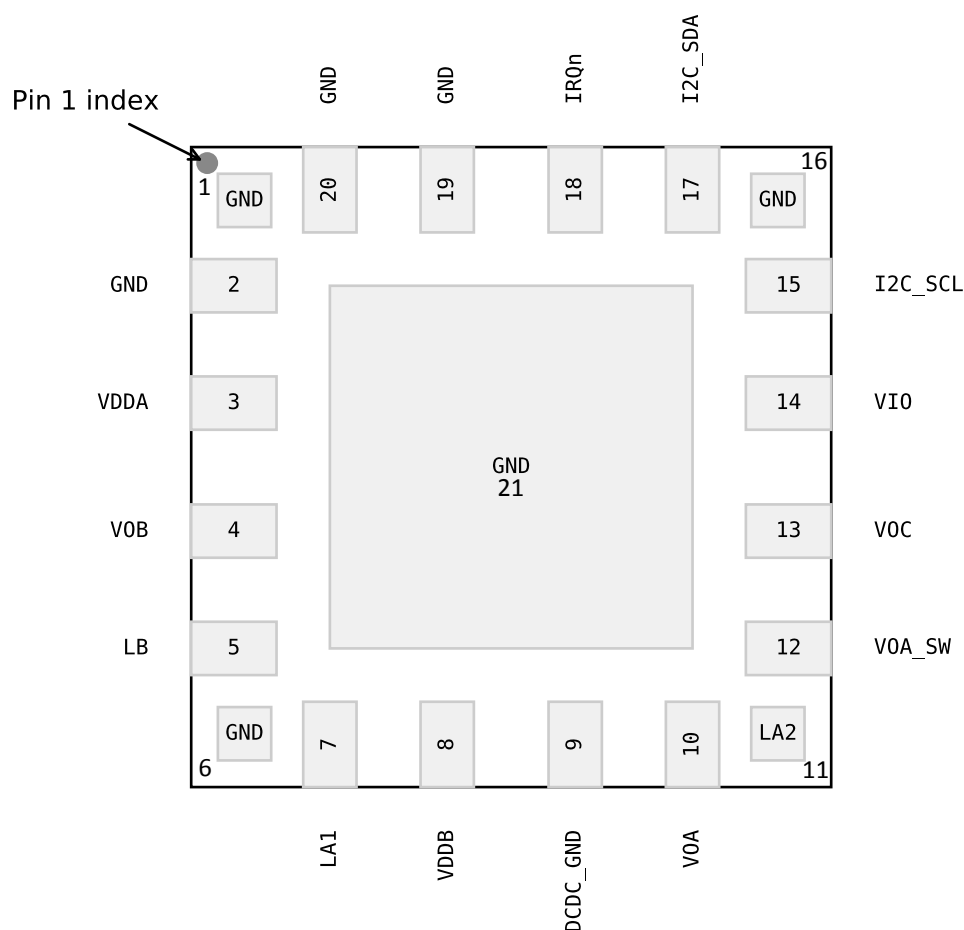 I2C_SDA
IRQn
GND
GND
Pin 1 index
16
1
GND
20
19
18
17
GND
GND
2
15
I2C_SCL
VDDA
3
14
VIO
GND
21
VOB
4
13
VOC
LB
5
12
VOA_SW
GND
7
8
9
10
LA2
6
11
LA1
VDDB
DCDC_GND
VOA